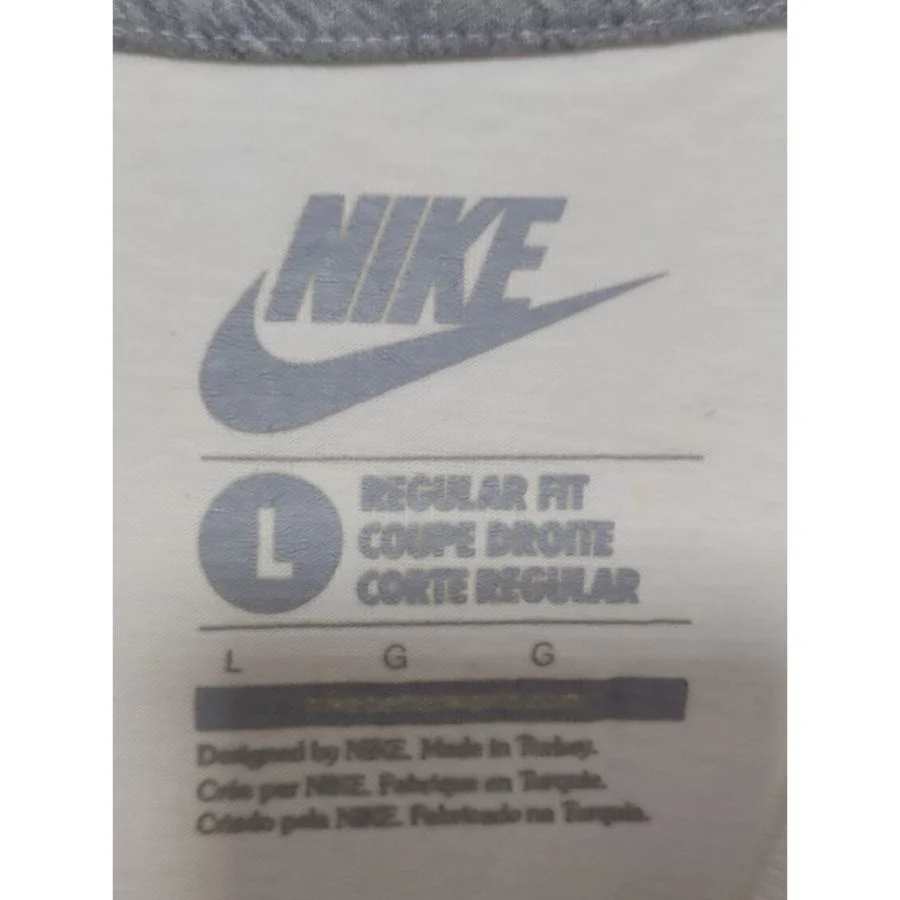 NIKE
L
REGULAR FIT
COUPE DROITE
CORTE REGULAR
L G G
Designed by NIKE. Made in Turkey.
Crée par NIKE. Fabrique en Turquie.
Criado pela NIKE. Fabricado na Turquia.